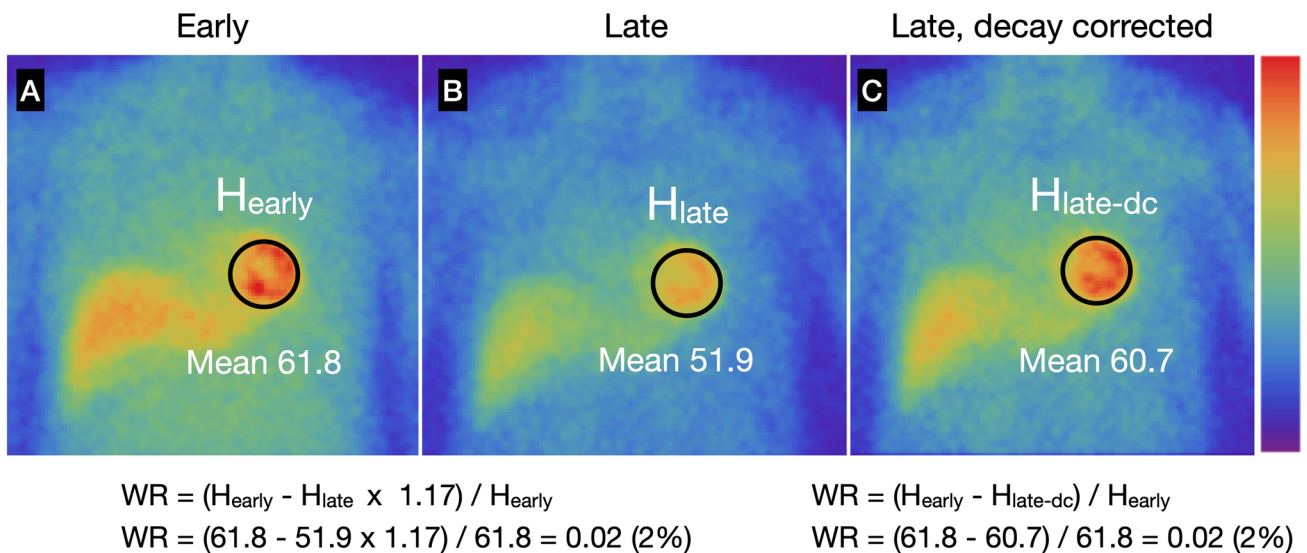 Early
Late
Late, decay corrected
A
B
C
Hearly
Hlate
Hlate-dc
Mean 61.8
Mean 51.9
Mean 60.7
WR = (Hearly - Hlate x 1.17) / Hearly
WR = (61.8 - 51.9 x 1.17) / 61.8 = 0.02 (2%)
WR = (Hearly - Hlate-dc) / Hearly
WR = (61.8 - 60.7) / 61.8 = 0.02 (2%)